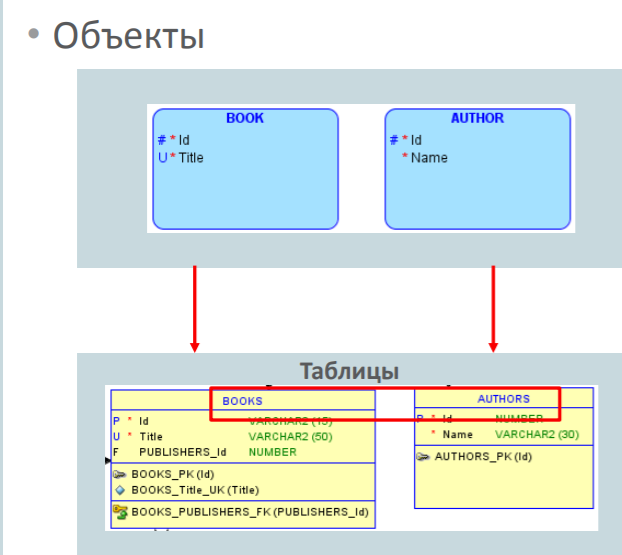 • Объекты
BOOK
# * Id
U * Title
AUTHOR
# * Id
* Name
Таблицы
BOOKS
P * Id VARCHAR2 (15)
U * Title VARCHAR2 (50)
F PUBLISHERS_Id NUMBER
BOOKS_PK (Id)
BOOKS_Title_UK (Title)
BOOKS_PUBLISHERS_FK (PUBLISHERS_Id)
AUTHORS
P * Id NUMBER
* Name VARCHAR2 (30)
AUTHORS_PK (Id)